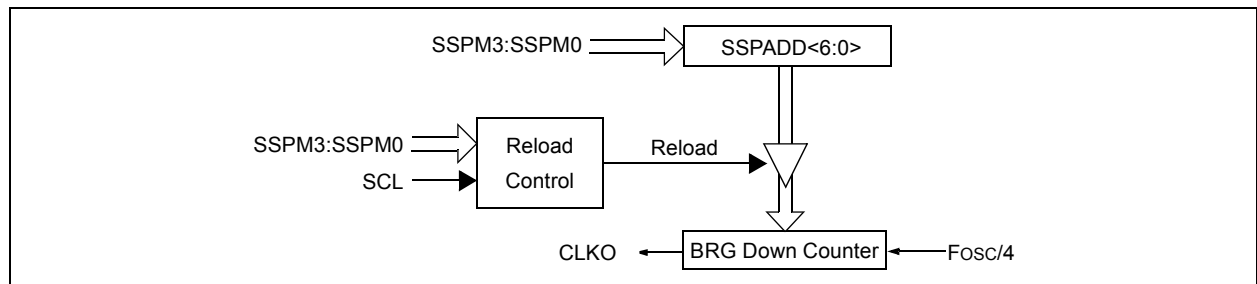 SSPM3:SSPM0
SSPADD<6:0>
SSPM3:SSPM0
SCL
Reload
Control
Reload
CLKO
BRG Down Counter
FOSC/4